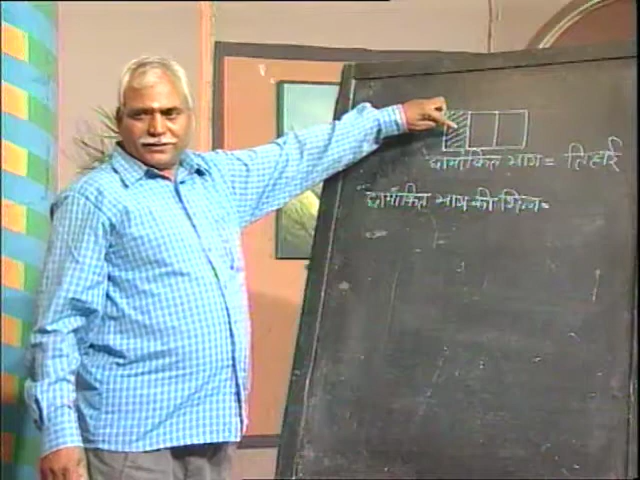 छायांकित भाग = तिहाई
छायांकित भाग की भिन्न =